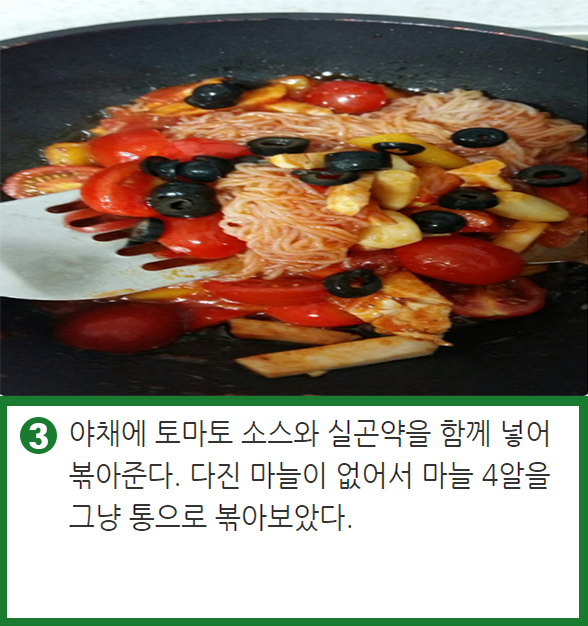 3 야채에 토마토 소스와 실곤약을 함께 넣어
볶아준다. 다진 마늘이 없어서 마늘 4알을
그냥 통으로 볶아보았다.